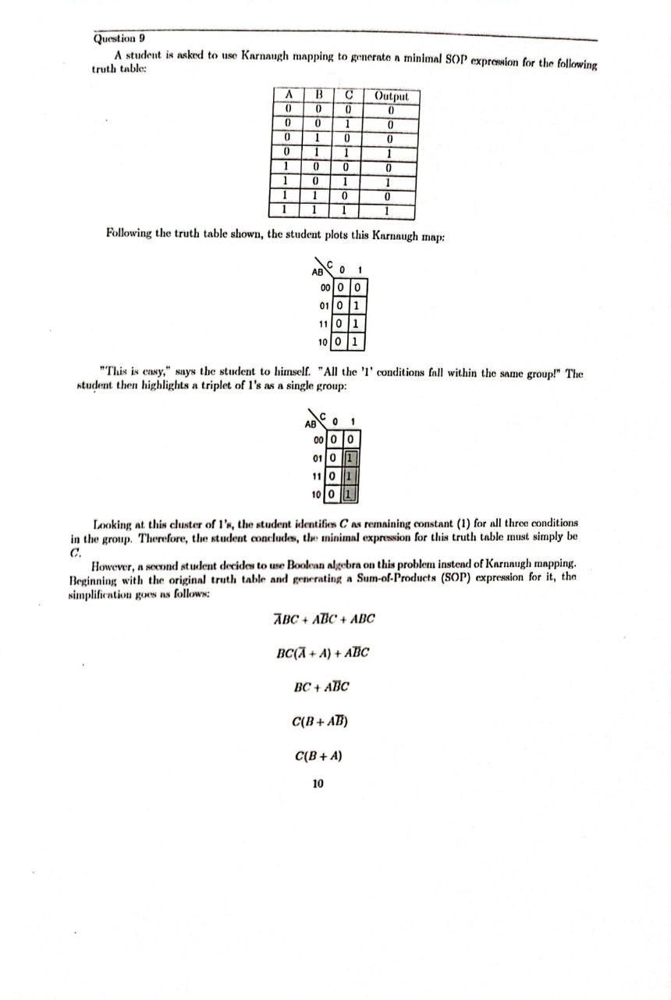 Question 9
A student is asked to use Karnaugh mapping to generate a minimal SOP expression for the following
truth table:
A B C Output
0 0 0 0
0 0 1 0
0 1 0 0
0 1 1 1
1 0 0 0
1 0 1 1
1 1 0 0
1 1 1 1
Following the truth table shown, the student plots this Karnaugh map:
AB C 0 1
00 0 0
01 0 1
11 0 1
10 0 1
"This is easy," says the student to himself. "All the '1' conditions fall within the same group!" The
student then highlights a triplet of 1's as a single group:
AB C 0 1
00 0 0
01 0 1
11 0 1
10 0 1
Looking at this cluster of 1's, the student identifies C as remaining constant (1) for all three conditions
in the group. Therefore, the student concludes, the minimal expression for this truth table must simply be
C.
However, a second student decides to use Boolean algebra on this problem instead of Karnaugh mapping.
Beginning with the original truth table and generating a Sum-of-Products (SOP) expression for it, the
simplification goes as follows:
A̅BC + AB̅C + ABC
BC(A̅ + A) + AB̅C
BC + AB̅C
C(B + AB̅)
C(B + A)
10